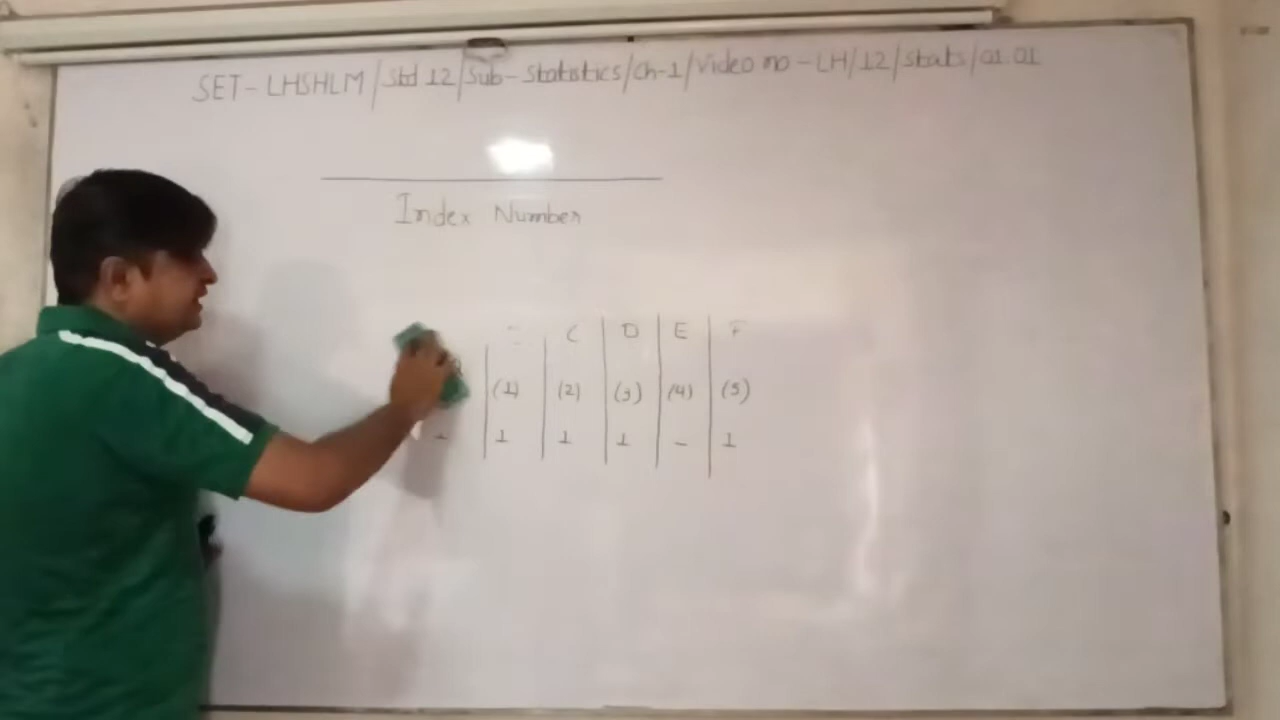 SET - LHSHLM / Std 12 / Sub - Statistics / Ch-1 / Video no - LH / 12 / Stats / 01.01
Index Number
C D E F
(1) (2) (3) (4) (5)
1 1 1 - 1